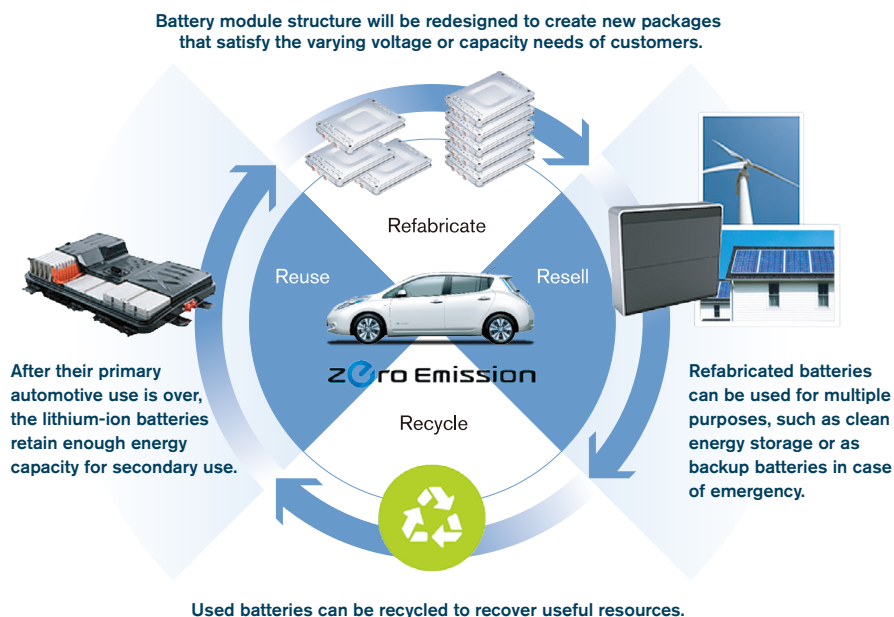 Battery module structure will be redesigned to create new packages
that satisfy the varying voltage or capacity needs of customers.
Refabricate
Reuse
Resell
zero Emission
After their primary
automotive use is over,
the lithium-ion batteries
retain enough energy
capacity for secondary use.
Refabricated batteries
can be used for multiple
purposes, such as clean
energy storage or as
backup batteries in case
of emergency.
Recycle
Used batteries can be recycled to recover useful resources.